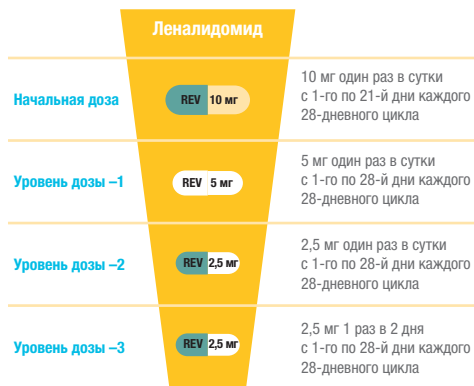 Леналидомид
Начальная доза
REV 10 мг
10 мг один раз в сутки
с 1-го по 21-й дни каждого
28-дневного цикла
Уровень дозы –1
REV 5 мг
5 мг один раз в сутки
с 1-го по 28-й дни каждого
28-дневного цикла
Уровень дозы –2
REV 2,5 мг
2,5 мг один раз в сутки
с 1-го по 28-й дни каждого
28-дневного цикла
Уровень дозы –3
REV 2,5 мг
2,5 мг 1 раз в 2 дня
с 1-го по 28-й дни каждого
28-дневного цикла